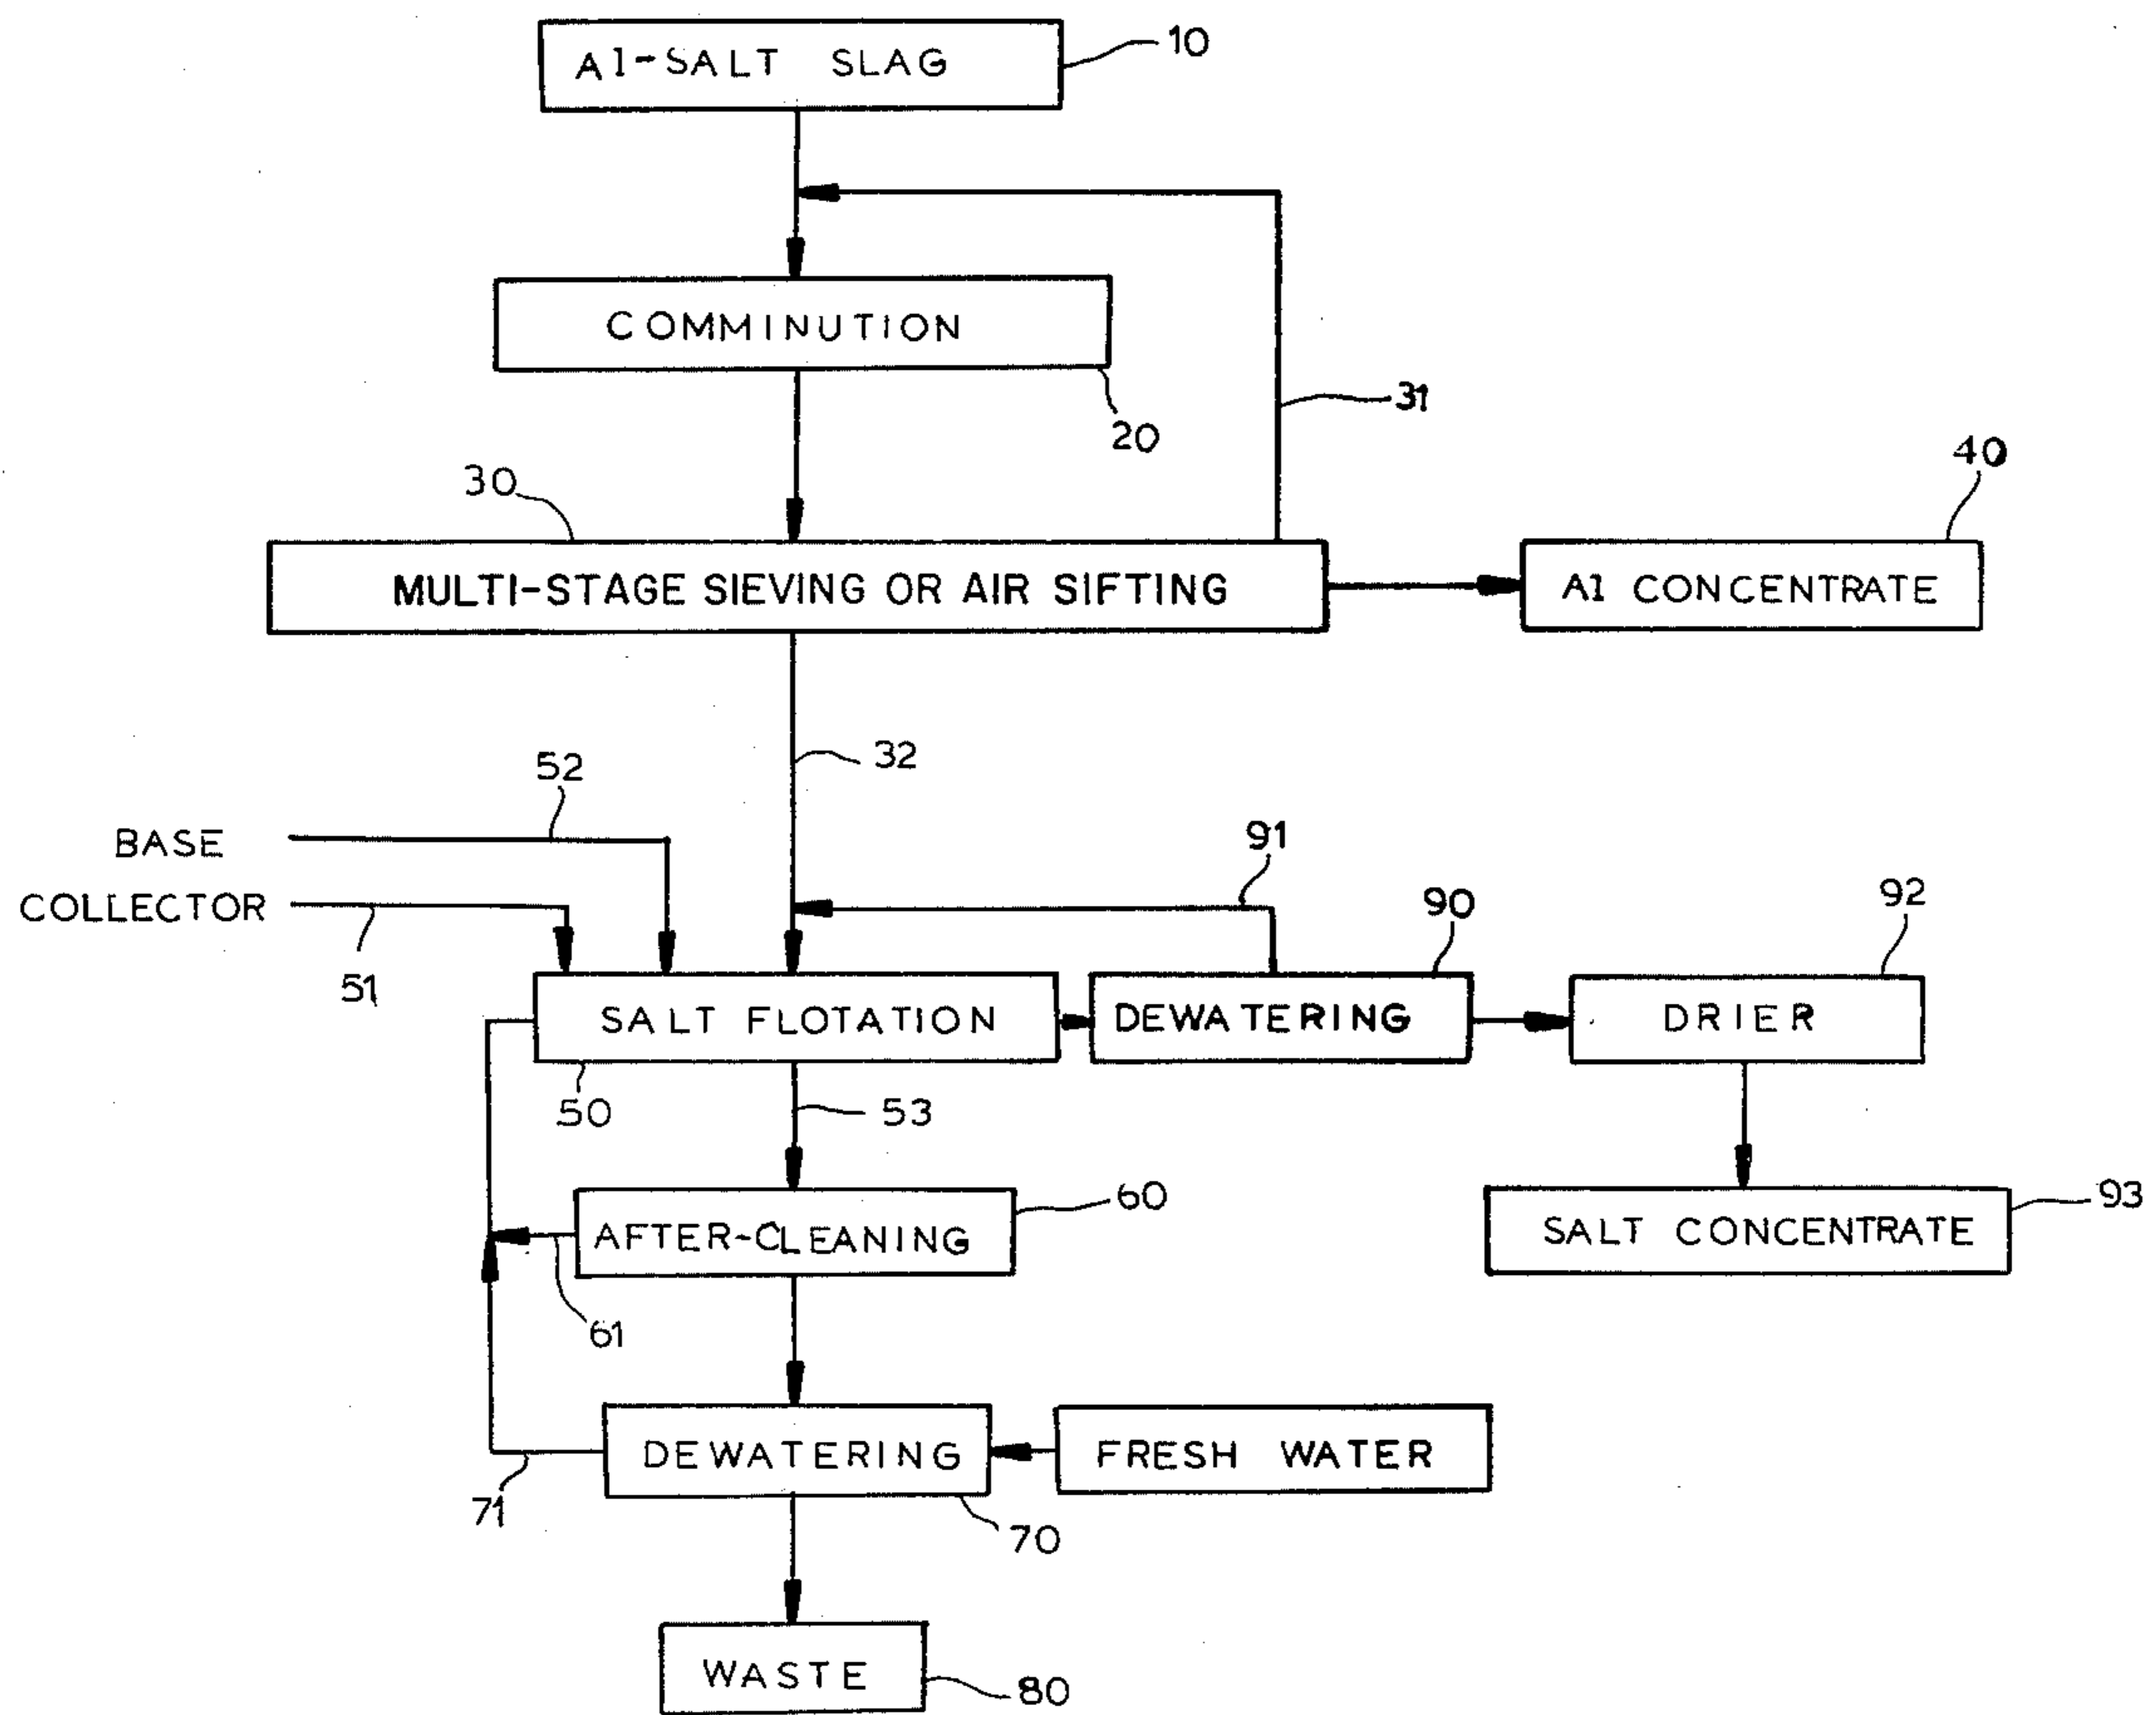 A1-SALT SLAG
10
COMMINUTION
20
31
30
40
MULTI-STAGE SIEVING OR AIR SIFTING
A1 CONCENTRATE
32
52
BASE
COLLECTOR
51
91
90
92
SALT FLOTATION
DEWATERING
DRIER
50
53
60
AFTER-CLEANING
93
SALT CONCENTRATE
61
DEWATERING
FRESH WATER
71
70
WASTE
80